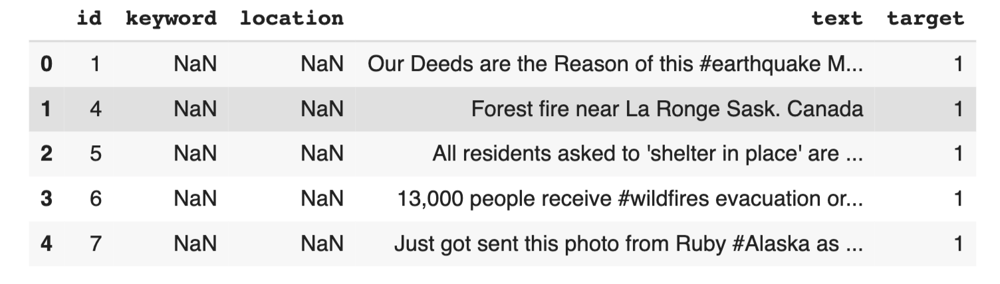 id keyword location text target
0 1 NaN NaN Our Deeds are the Reason of this #earthquake M... 1
1 4 NaN NaN Forest fire near La Ronge Sask. Canada 1
2 5 NaN NaN All residents asked to 'shelter in place' are ... 1
3 6 NaN NaN 13,000 people receive #wildfires evacuation or... 1
4 7 NaN NaN Just got sent this photo from Ruby #Alaska as ... 1